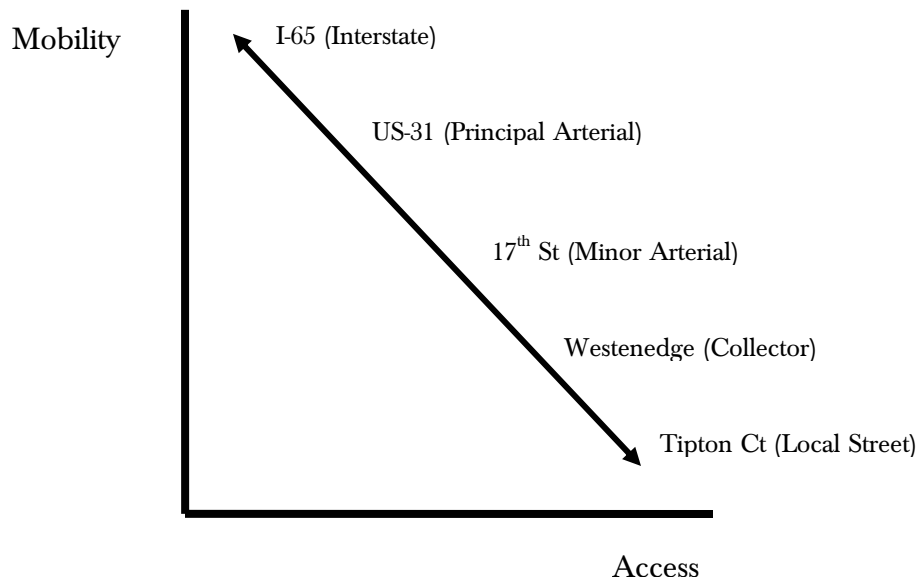 Mobility
I-65 (Interstate)
US-31 (Principal Arterial)
17th St (Minor Arterial)
Westenedge (Collector)
Tipton Ct (Local Street)
Access